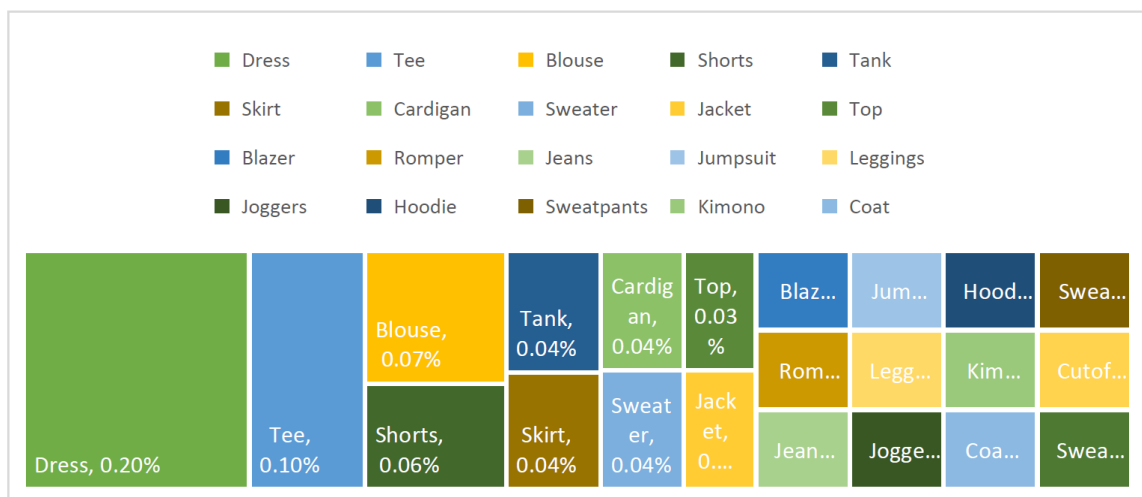 Dress
Tee
Blouse
Shorts
Tank
Skirt
Cardigan
Sweater
Jacket
Top
Blazer
Romper
Jeans
Jumpsuit
Leggings
Joggers
Hoodie
Sweatpants
Kimono
Coat
Dress, 0.20%
Tee,
0.10%
Blouse,
0.07%
Shorts,
0.06%
Tank,
0.04%
Skirt,
0.04%
Cardig
an,
0.04%
Sweat
er,
0.04%
Top,
0.03
%
Jac
ket,
0....
Blaz...
Rom...
Jean...
Jum...
Legg...
Jogge...
Hood...
Kim...
Coa...
Swea...
Cutof...
Swea...